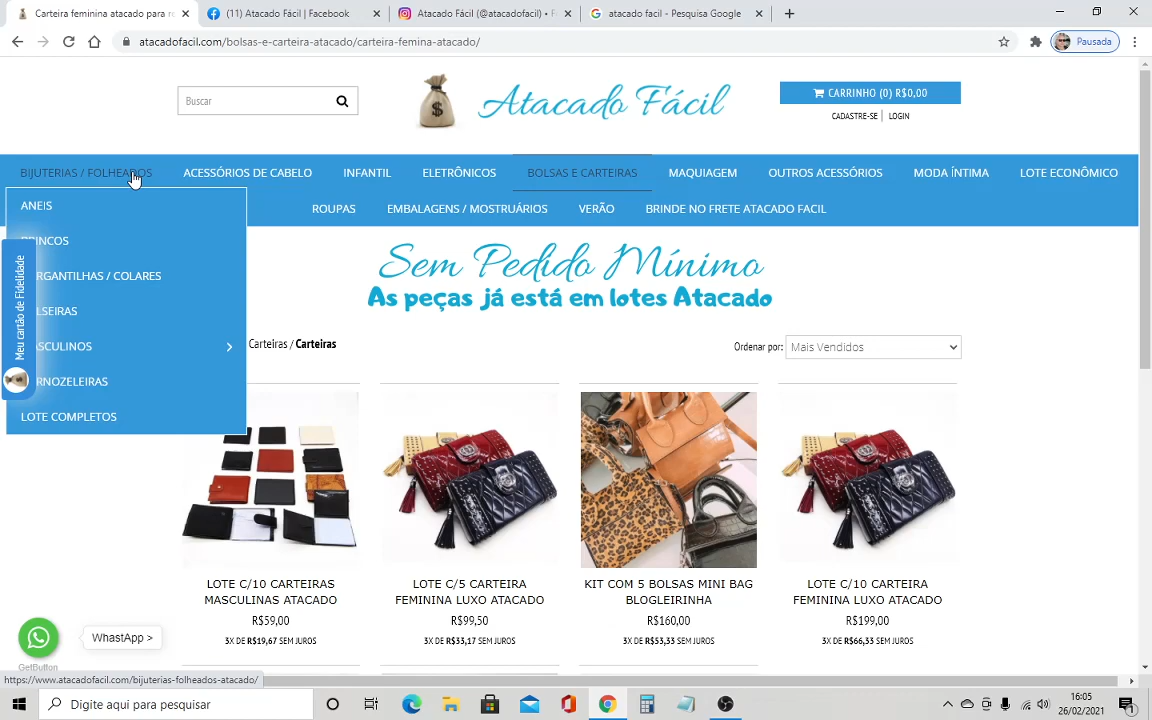 Carteira feminina atacado para re
(11) Atacado Fácil | Facebook
Atacado Fácil (@atacadofacil) • F
atacado facil - Pesquisa Google
atacadofacil.com/bolsas-e-carteira-atacado/carteira-femina-atacado/
Pausada
Buscar
Atacado Fácil
CARRINHO (0) R$0,00
CADASTRE-SE | LOGIN
BIJUTERIAS / FOLHEADOS
ACESSÓRIOS DE CABELO
INFANTIL
ELETRÔNICOS
BOLSAS E CARTEIRAS
MAQUIAGEM
OUTROS ACESSÓRIOS
MODA ÍNTIMA
LOTE ECONÔMICO
ROUPAS
EMBALAGENS / MOSTRUÁRIOS
VERÃO
BRINDE NO FRETE ATACADO FACIL
ANEIS
RINCOS
RGANTILHAS / COLARES
LSEIRAS
ASCULINOS
RNOZELEIRAS
LOTE COMPLETOS
Meu cartão de Fidelidade
Sem Pedido Mínimo
As peças já está em lotes Atacado
Carteiras / Carteiras
Ordenar por:
Mais Vendidos
LOTE C/10 CARTEIRAS
MASCULINAS ATACADO
R$59,00
3X DE R$19,67 SEM JUROS
LOTE C/5 CARTEIRA
FEMININA LUXO ATACADO
R$99,50
3X DE R$33,17 SEM JUROS
KIT COM 5 BOLSAS MINI BAG
BLOGLEIRINHA
R$160,00
3X DE R$53,33 SEM JUROS
LOTE C/10 CARTEIRA
FEMININA LUXO ATACADO
R$199,00
3X DE R$66,33 SEM JUROS
WhastApp >
GetButton
https://www.atacadofacil.com/bijuterias-folheados-atacado/
Digite aqui para pesquisar
16:05
26/02/2021